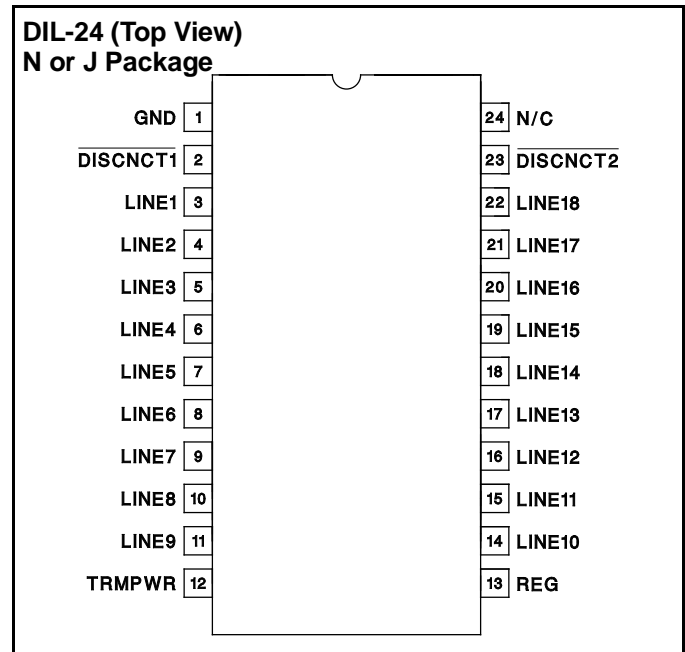 DIL-24 (Top View)
N or J Package
GND 1 24 N/C
DISCNCT1 2 23 DISCNCT2
LINE1 3 22 LINE18
LINE2 4 21 LINE17
LINE3 5 20 LINE16
LINE4 6 19 LINE15
LINE5 7 18 LINE14
LINE6 8 17 LINE13
LINE7 9 16 LINE12
LINE8 10 15 LINE11
LINE9 11 14 LINE10
TRMPWR 12 13 REG